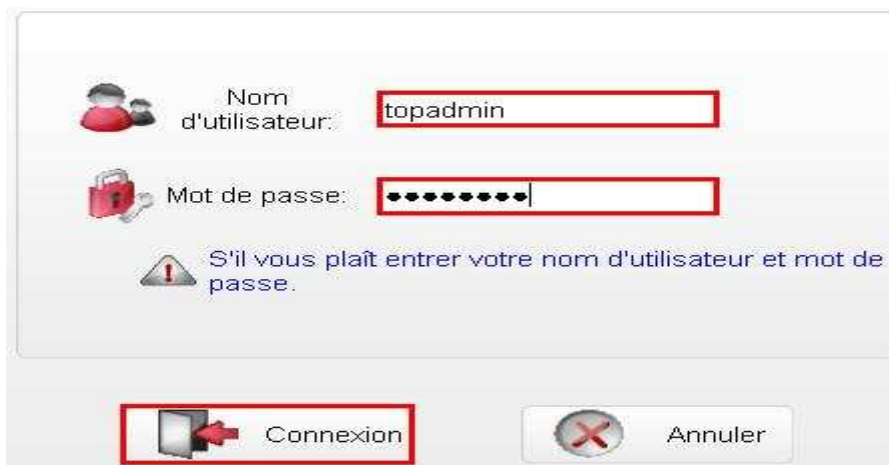 Nom
d'utilisateur:
topadmin
Mot de passe:
●●●●●●●●
S'il vous plaît entrer votre nom d'utilisateur et mot de
passe.
Connexion
Annuler